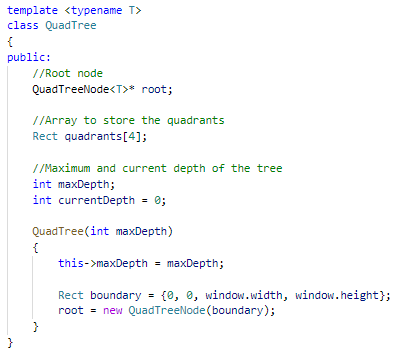 template <typename T>
class QuadTree
{
public:
    //Root node
    QuadTreeNode<T>* root;

    //Array to store the quadrants
    Rect quadrants[4];

    //Maximum and current depth of the tree
    int maxDepth;
    int currentDepth = 0;

    QuadTree(int maxDepth)
    {
        this->maxDepth = maxDepth;

        Rect boundary = {0, 0, window.width, window.height};
        root = new QuadTreeNode(boundary);
    }
}